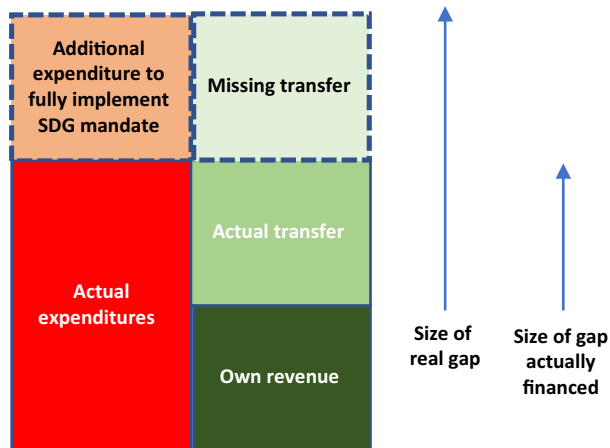 Additional
expenditure to
fully implement
SDG mandate
Missing transfer
Actual transfer
Actual
expenditures
Own revenue
Size of
real gap
Size of gap
actually
financed